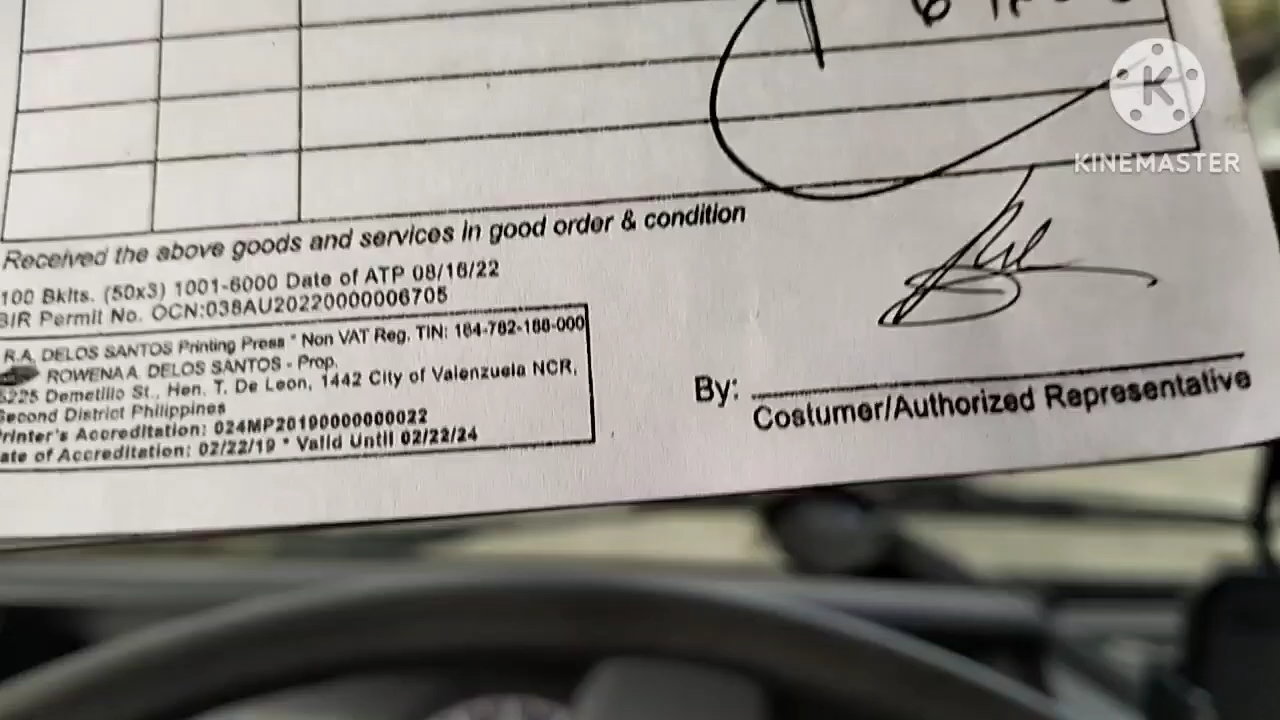 KINEMASTER
Received the above goods and services in good order & condition
100 Bklts. (50x3) 1001-6000 Date of ATP 08/16/22
BIR Permit No. OCN:038AU20220000006705
R.A. DELOS SANTOS Printing Press * Non VAT Reg. TIN: 184-782-188-000
ROWENA A. DELOS SANTOS - Prop.
5225 Demetillo St., Hen. T. De Leon, 1442 City of Valenzuela NCR,
Second District Philippines
Printer's Accreditation: 024MP20190000000022
ate of Accreditation: 02/22/19 * Valid Until 02/22/24
By:
Costumer/Authorized Representative